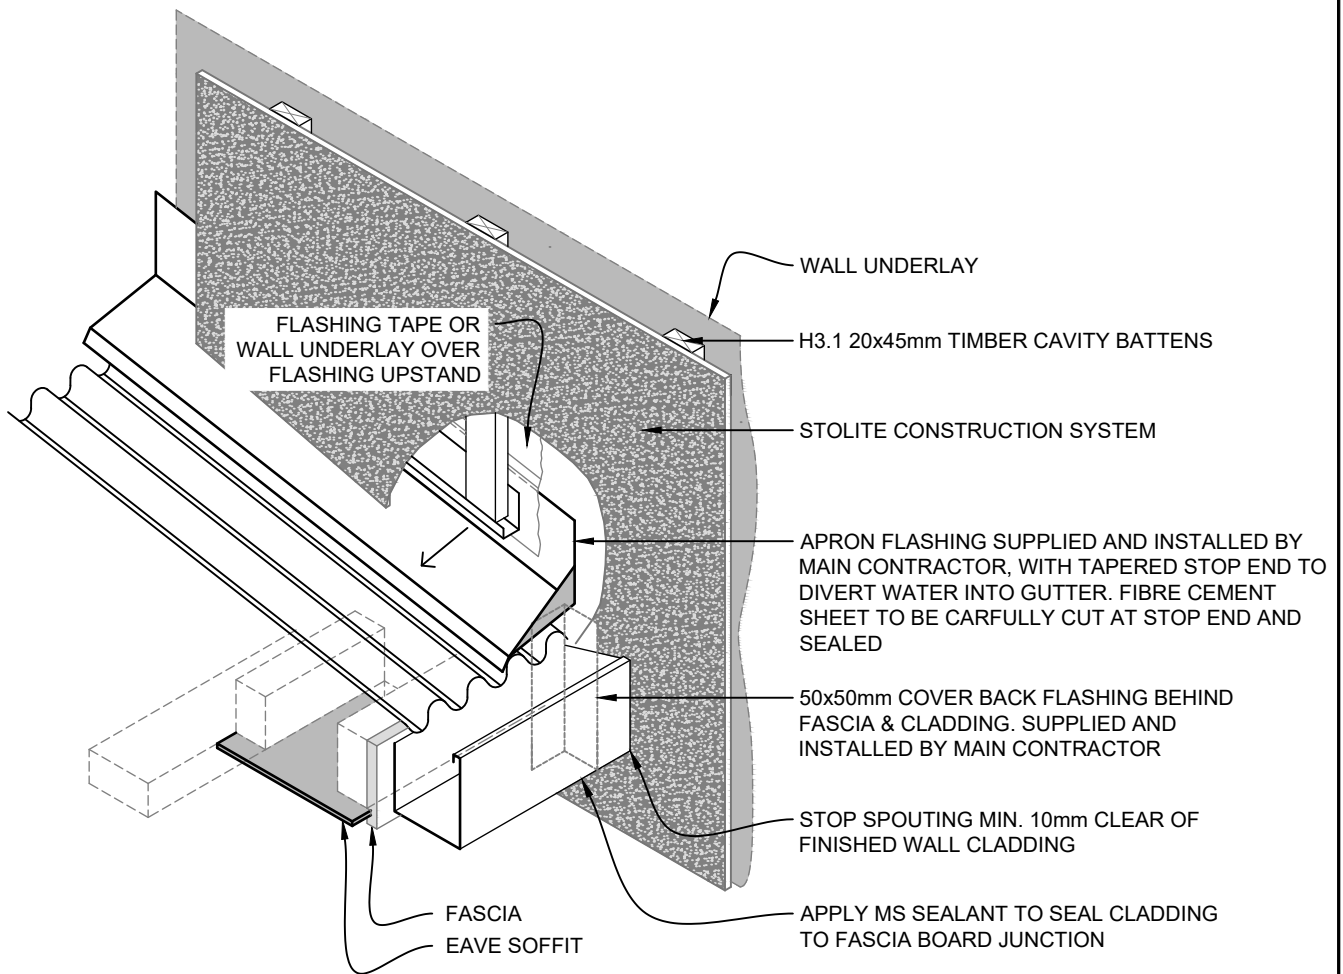 WALL UNDERLAY
H3.1 20x45mm TIMBER CAVITY BATTENS
FLASHING TAPE OR
WALL UNDERLAY OVER
FLASHING UPSTAND
STOLITE CONSTRUCTION SYSTEM
APRON FLASHING SUPPLIED AND INSTALLED BY
MAIN CONTRACTOR, WITH TAPERED STOP END TO
DIVERT WATER INTO GUTTER. FIBRE CEMENT
SHEET TO BE CARFULLY CUT AT STOP END AND
SEALED
50x50mm COVER BACK FLASHING BEHIND
FASCIA & CLADDING. SUPPLIED AND
INSTALLED BY MAIN CONTRACTOR
STOP SPOUTING MIN. 10mm CLEAR OF
FINISHED WALL CLADDING
APPLY MS SEALANT TO SEAL CLADDING
TO FASCIA BOARD JUNCTION
FASCIA
EAVE SOFFIT